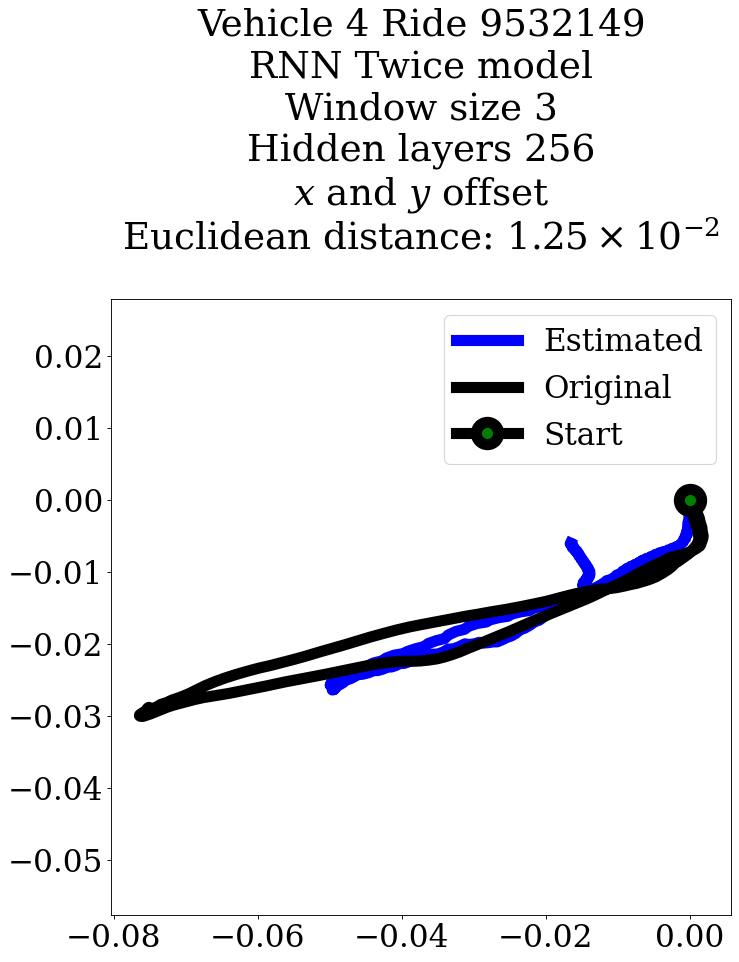 Vehicle 4 Ride 9532149
RNN Twice model
Window size 3
Hidden layers 256
x and y offset
Euclidean distance: 1.25 × 10⁻²
Estimated
Original
Start
0.02
0.01
0.00
−0.01
−0.02
−0.03
−0.04
−0.05
−0.08 −0.06 −0.04 −0.02 0.00